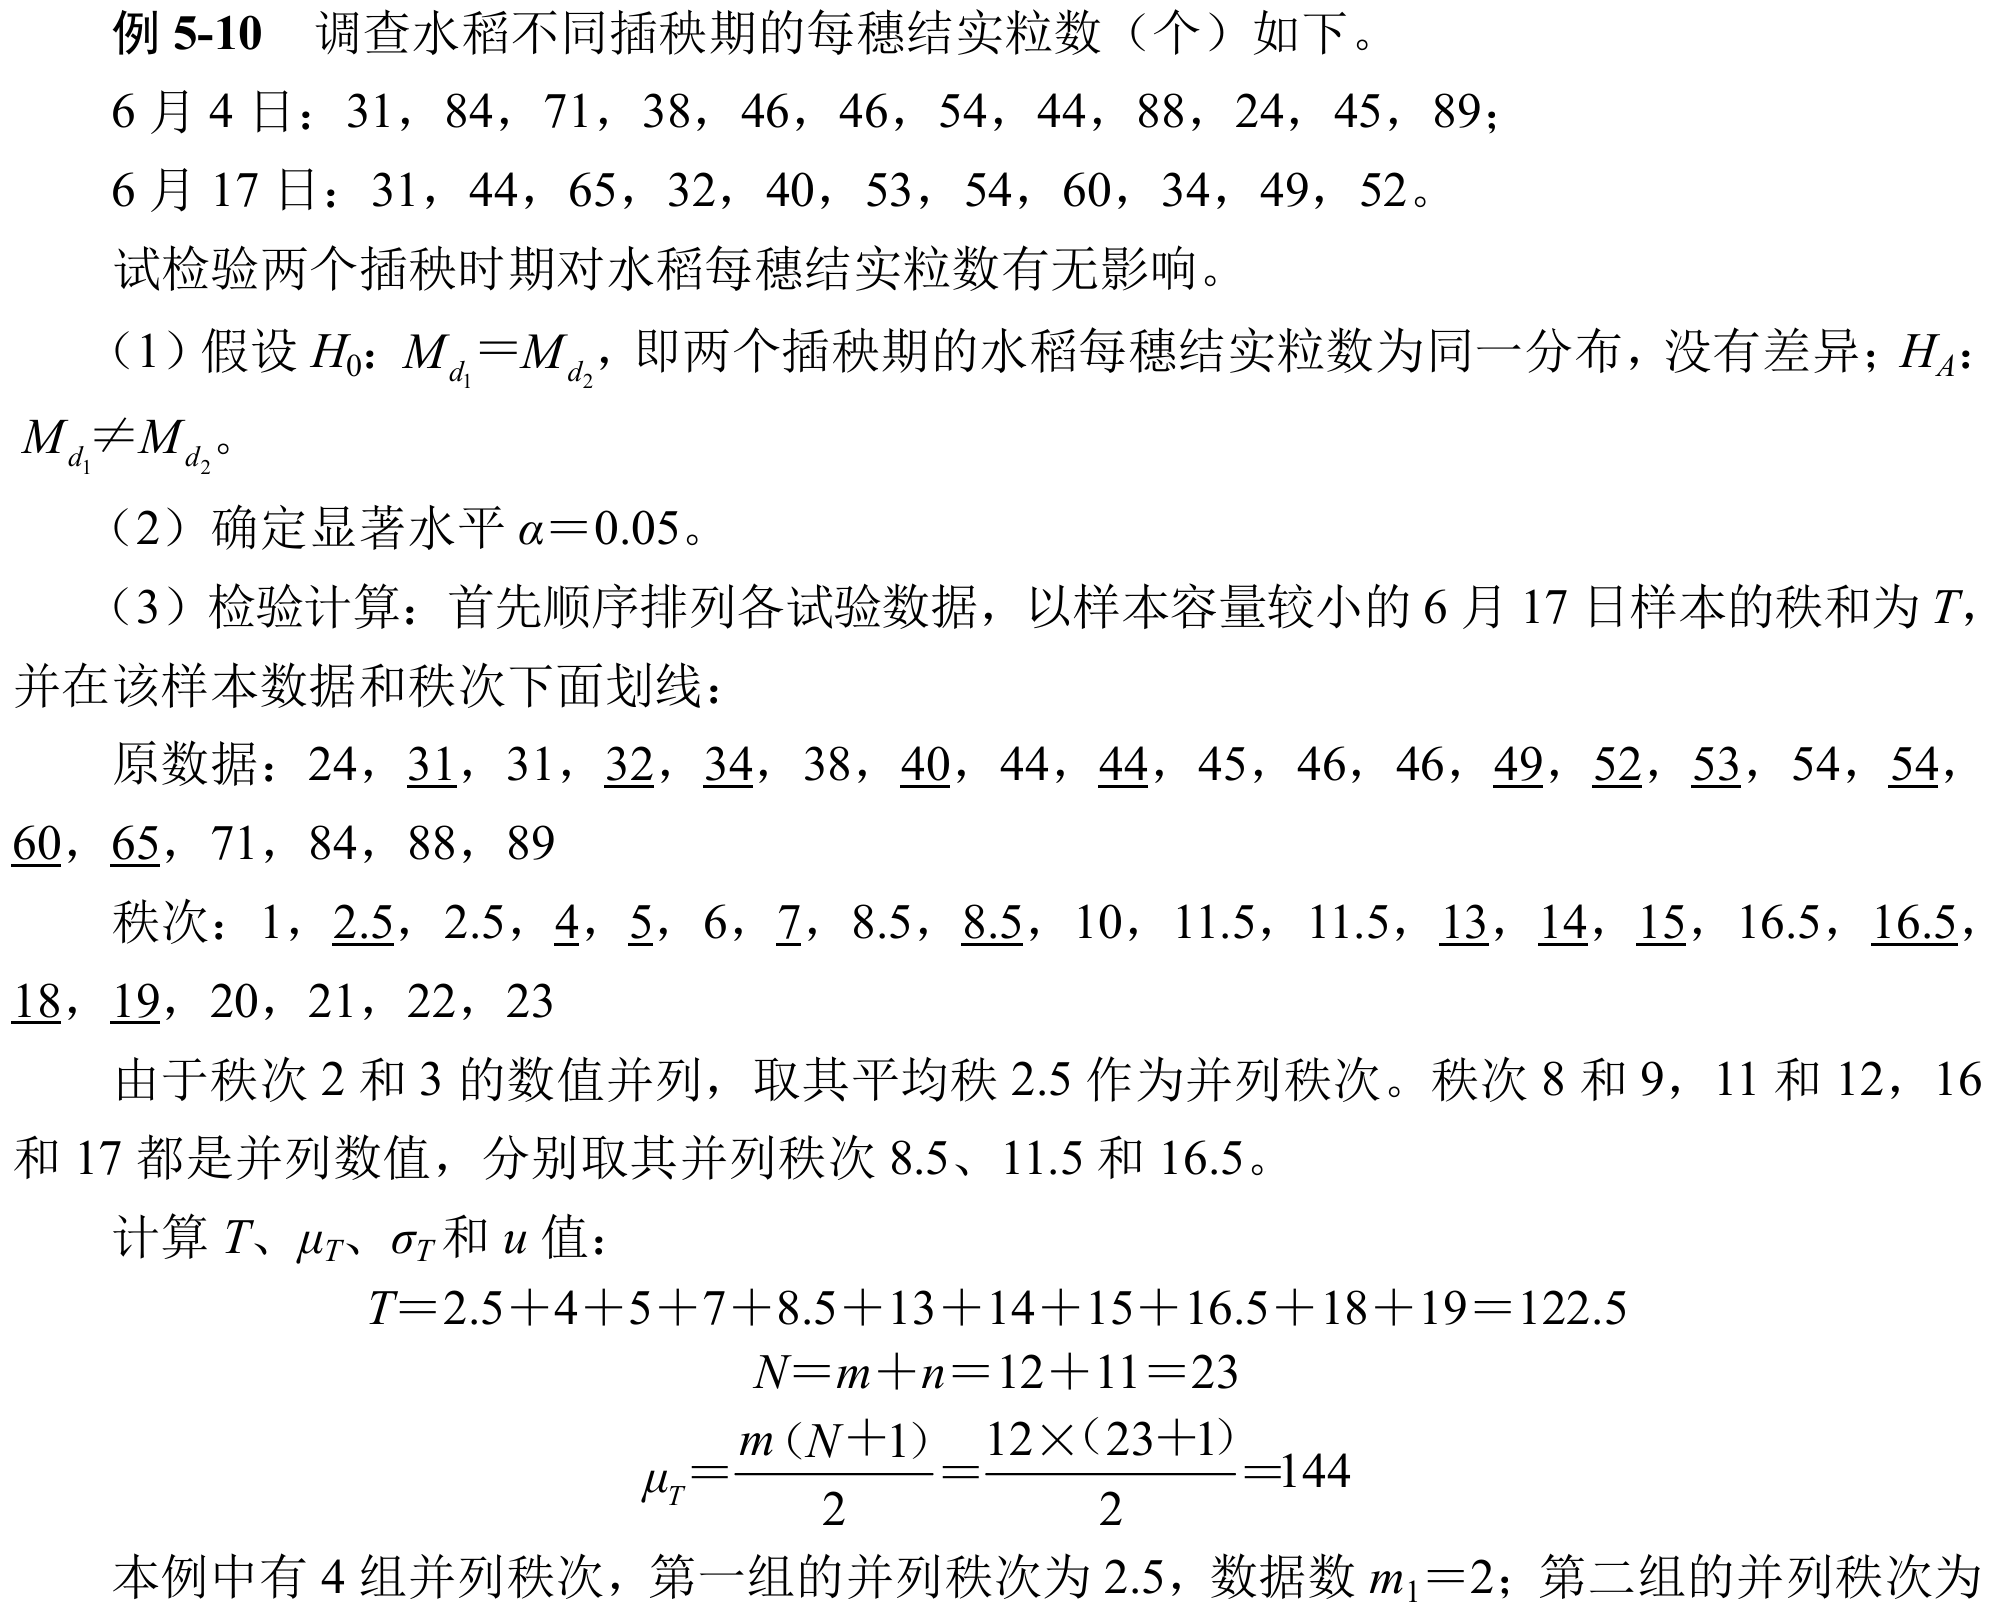 例 5-10 调查水稻不同插秧期的每穗结实粒数（个）如下。
6 月 4 日：31，84，71，38，46，46，54，44，88，24，45，89；
6 月 17 日：31，44，65，32，40，53，54，60，34，49，52。
试检验两个插秧时期对水稻每穗结实粒数有无影响。
（1）假设 H₀：M_{d₁}＝M_{d₂}，即两个插秧期的水稻每穗结实粒数为同一分布，没有差异；H_A：
M_{d₁}≠M_{d₂}。
（2）确定显著水平 α＝0.05。
（3）检验计算：首先顺序排列各试验数据，以样本容量较小的 6 月 17 日样本的秩和为 T，
并在该样本数据和秩次下面划线：
原数据：24，31，31，32，34，38，40，44，44，45，46，46，49，52，53，54，54，
60，65，71，84，88，89
秩次：1，2.5，2.5，4，5，6，7，8.5，8.5，10，11.5，11.5，13，14，15，16.5，16.5，
18，19，20，21，22，23
由于秩次 2 和 3 的数值并列，取其平均秩 2.5 作为并列秩次。秩次 8 和 9，11 和 12，16
和 17 都是并列数值，分别取其并列秩次 8.5、11.5 和 16.5。
计算 T、μ_T、σ_T 和 u 值：
T＝2.5＋4＋5＋7＋8.5＋13＋14＋15＋16.5＋18＋19＝122.5
N＝m＋n＝12＋11＝23
μ_T＝m（N＋1）/2＝12×（23＋1）/2＝144
本例中有 4 组并列秩次，第一组的并列秩次为 2.5，数据数 m₁＝2；第二组的并列秩次为